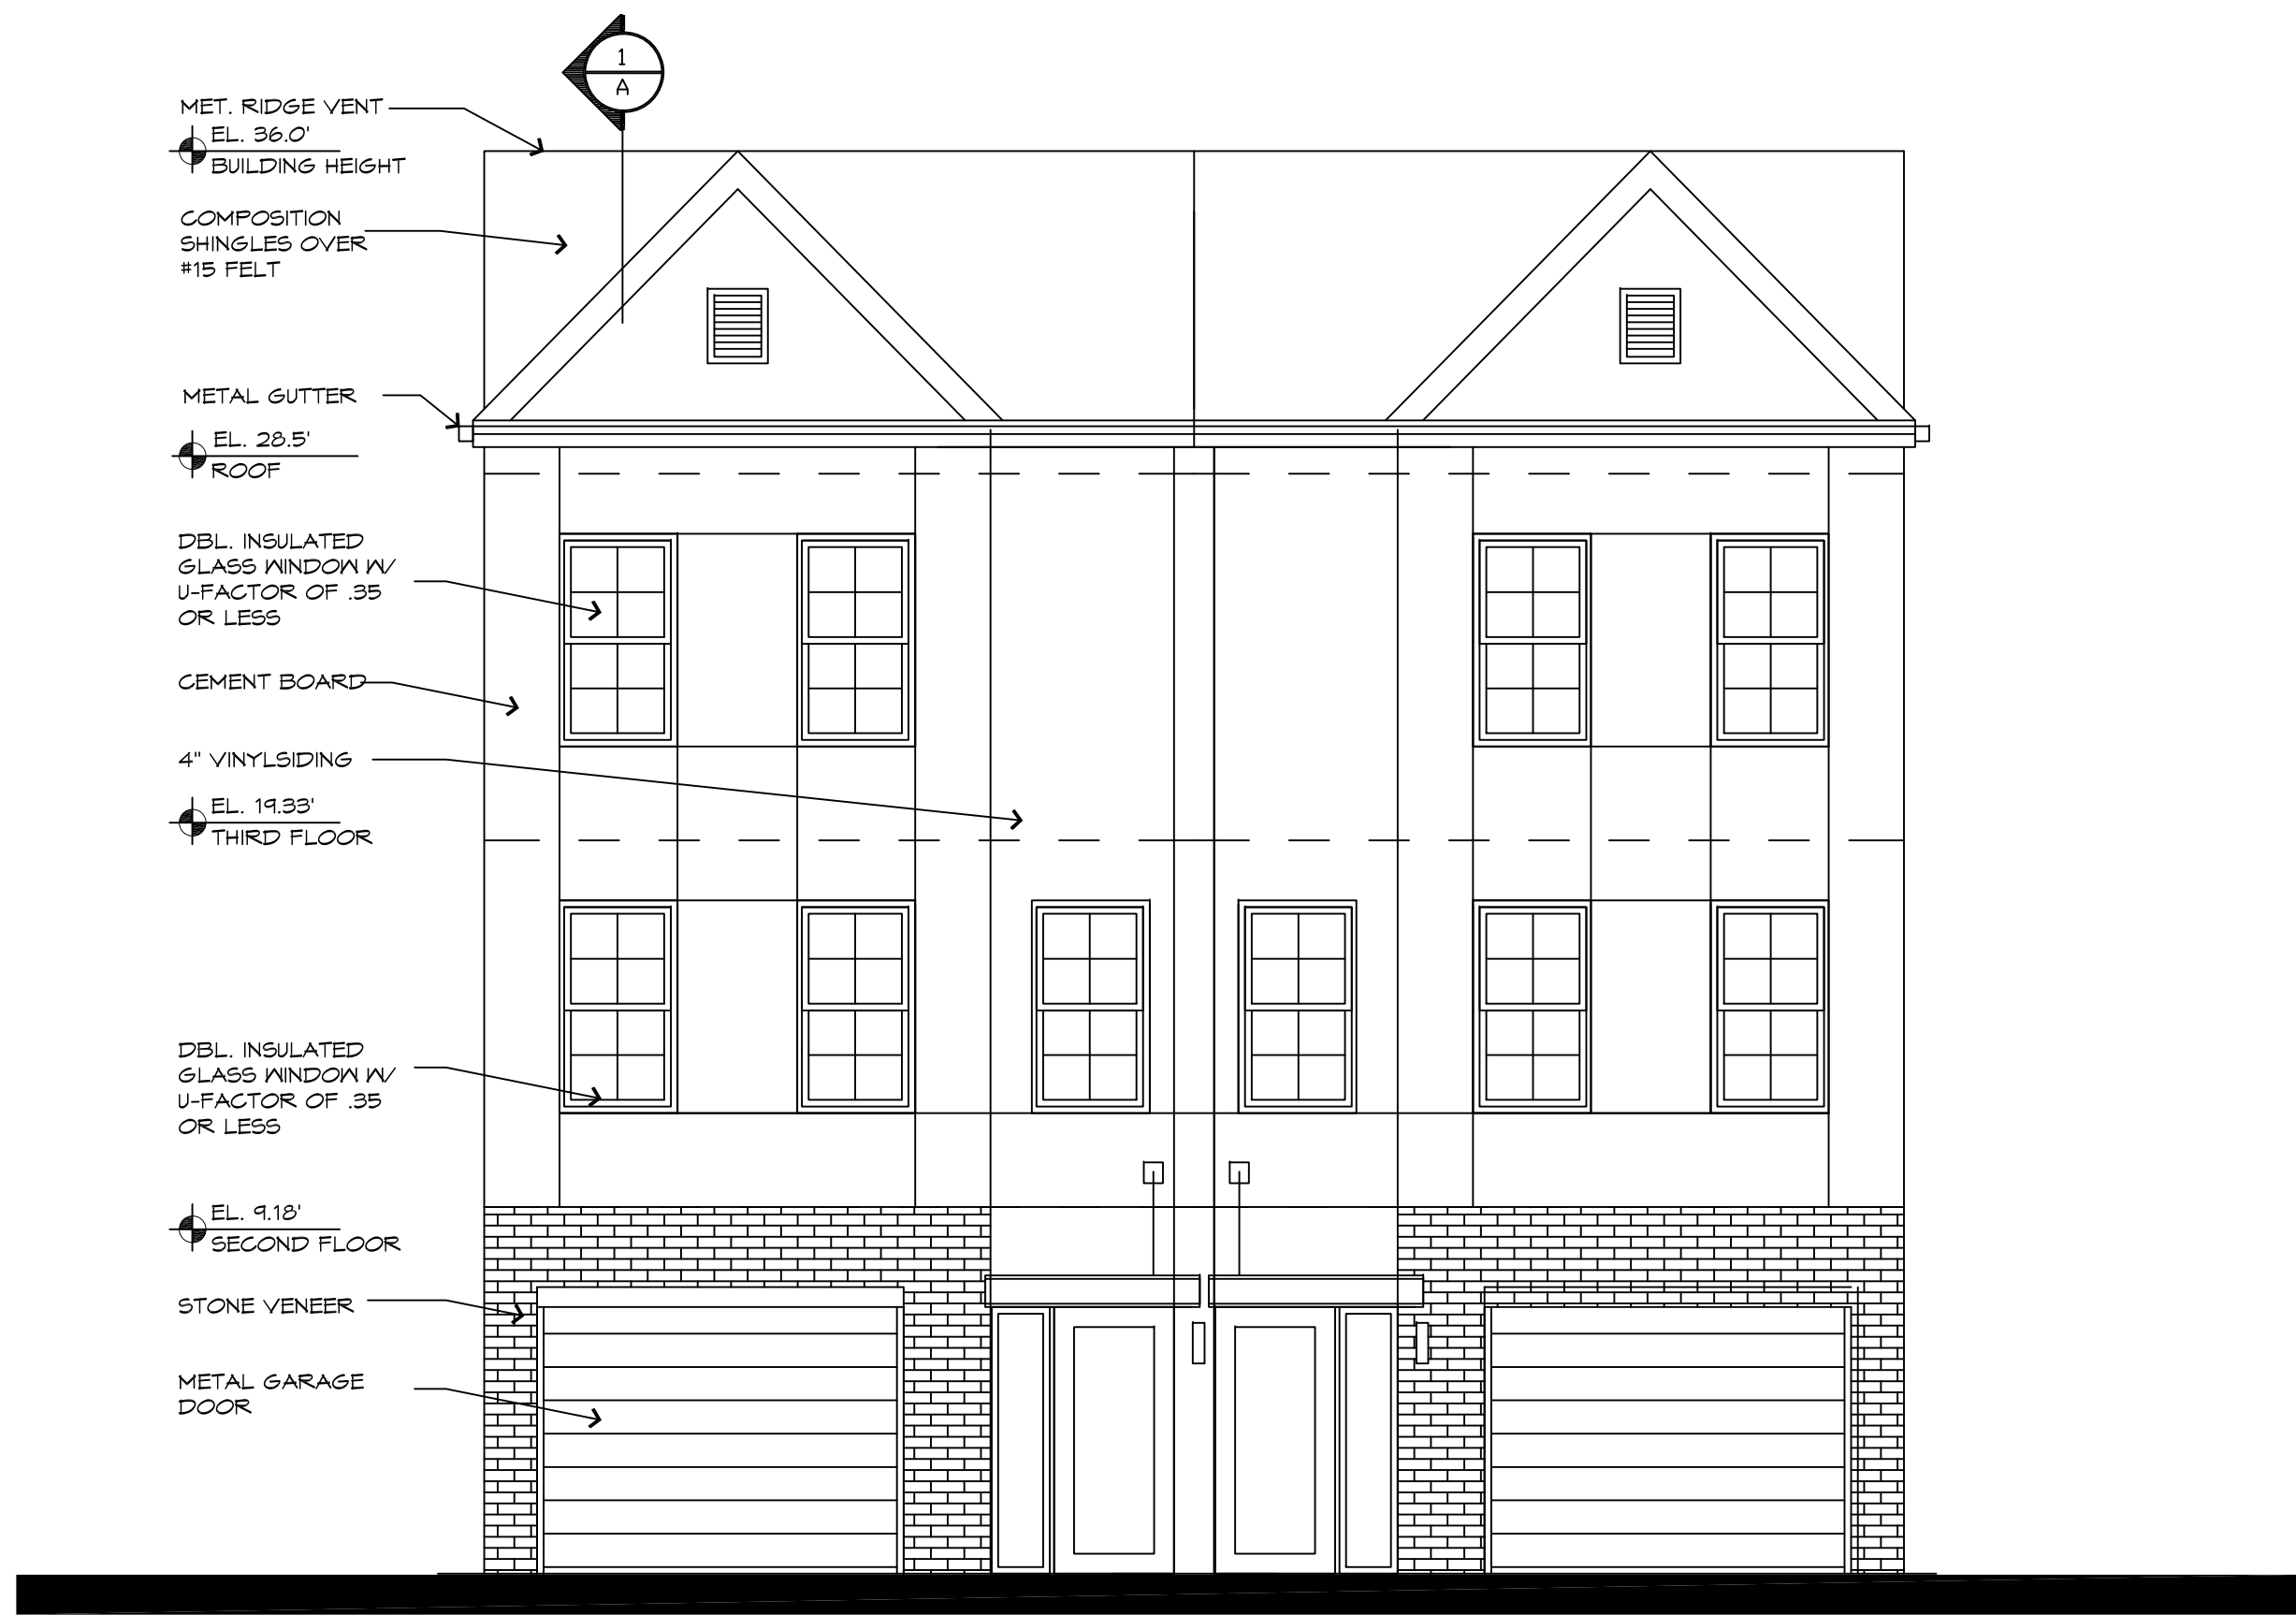 1
A
MET. RIDGE VENT
EL. 36.0'
BUILDING HEIGHT
COMPOSITION
SHINGLES OVER
#15 FELT
METAL GUTTER
EL. 28.5'
ROOF
DBL. INSULATED
GLASS WINDOW W/
U-FACTOR OF .35
OR LESS
CEMENT BOARD
4" VINYLSIDING
EL. 19.33'
THIRD FLOOR
DBL. INSULATED
GLASS WINDOW W/
U-FACTOR OF .35
OR LESS
EL. 9.18'
SECOND FLOOR
STONE VENEER
METAL GARAGE
DOOR